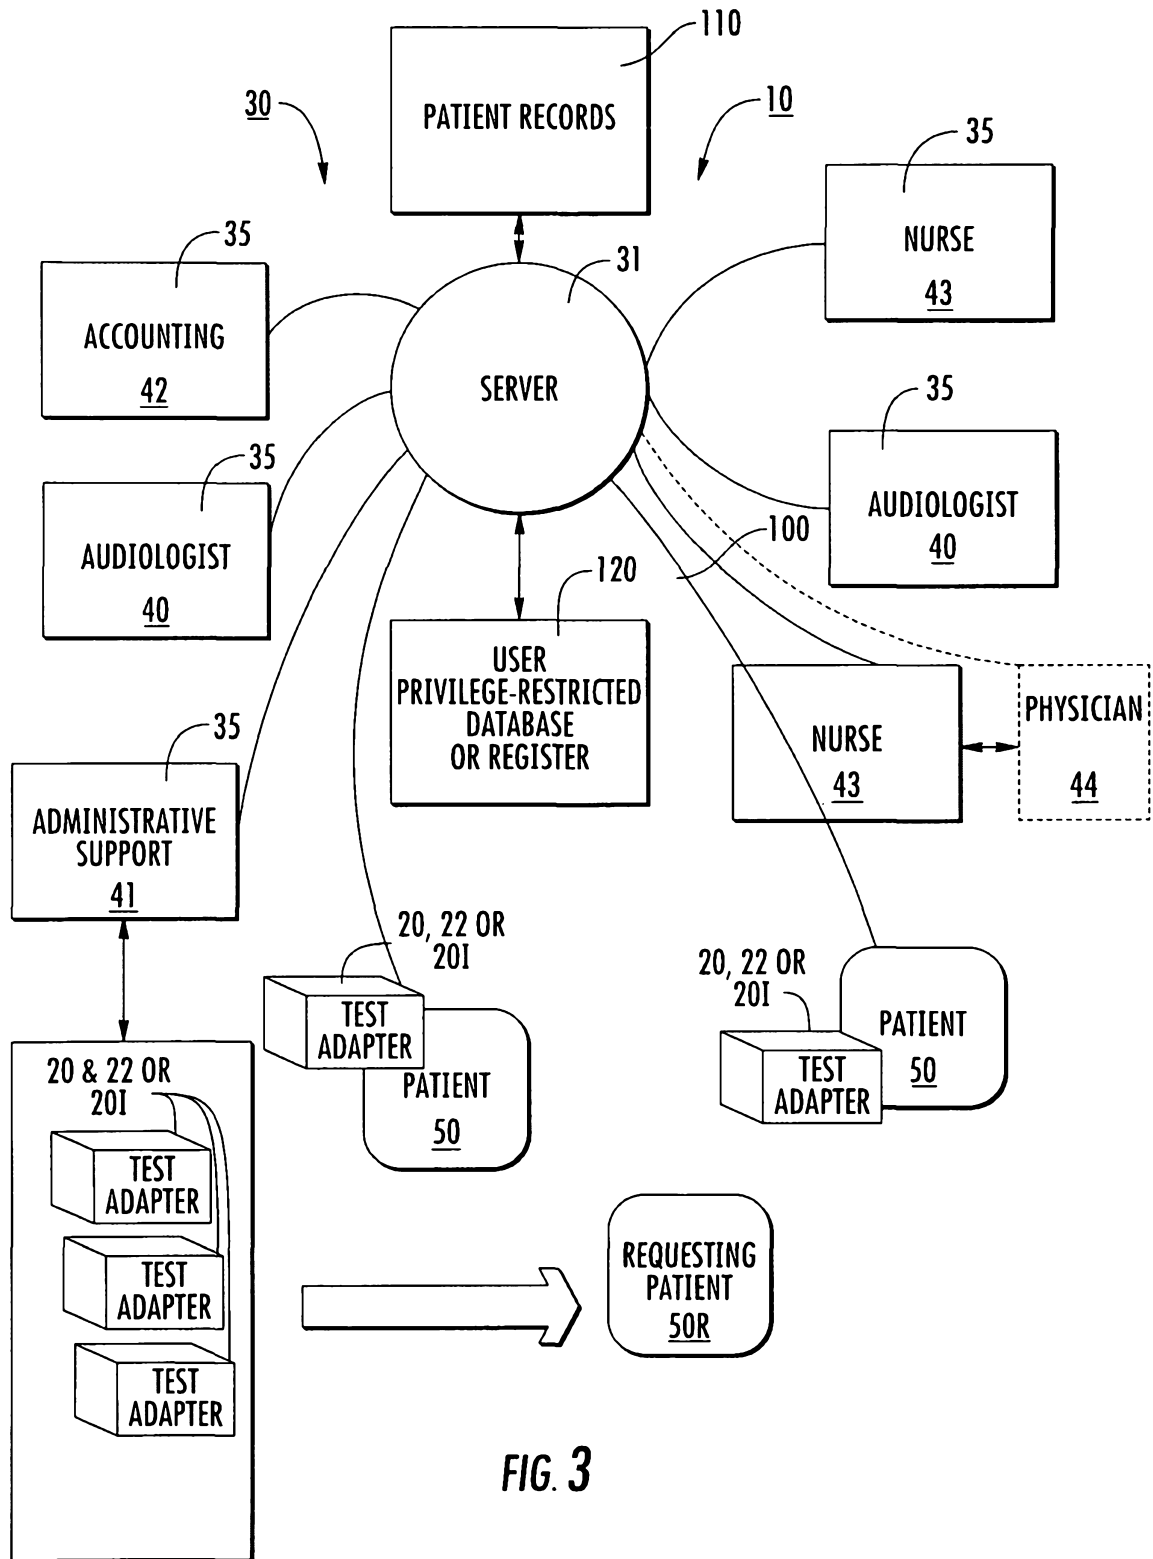 110
PATIENT RECORDS
30
10
35
NURSE
43
35
ACCOUNTING
42
31
SERVER
35
AUDIOLOGIST
40
35
AUDIOLOGIST
40
100
120
USER
PRIVILEGE-RESTRICTED
DATABASE
OR REGISTER
NURSE
43
PHYSICIAN
44
35
ADMINISTRATIVE
SUPPORT
41
20, 22 OR
20I
TEST
ADAPTER
PATIENT
50
20, 22 OR
20I
PATIENT
50
TEST
ADAPTER
20 & 22 OR
20I
TEST
ADAPTER
TEST
ADAPTER
TEST
ADAPTER
REQUESTING
PATIENT
50R
FIG. 3